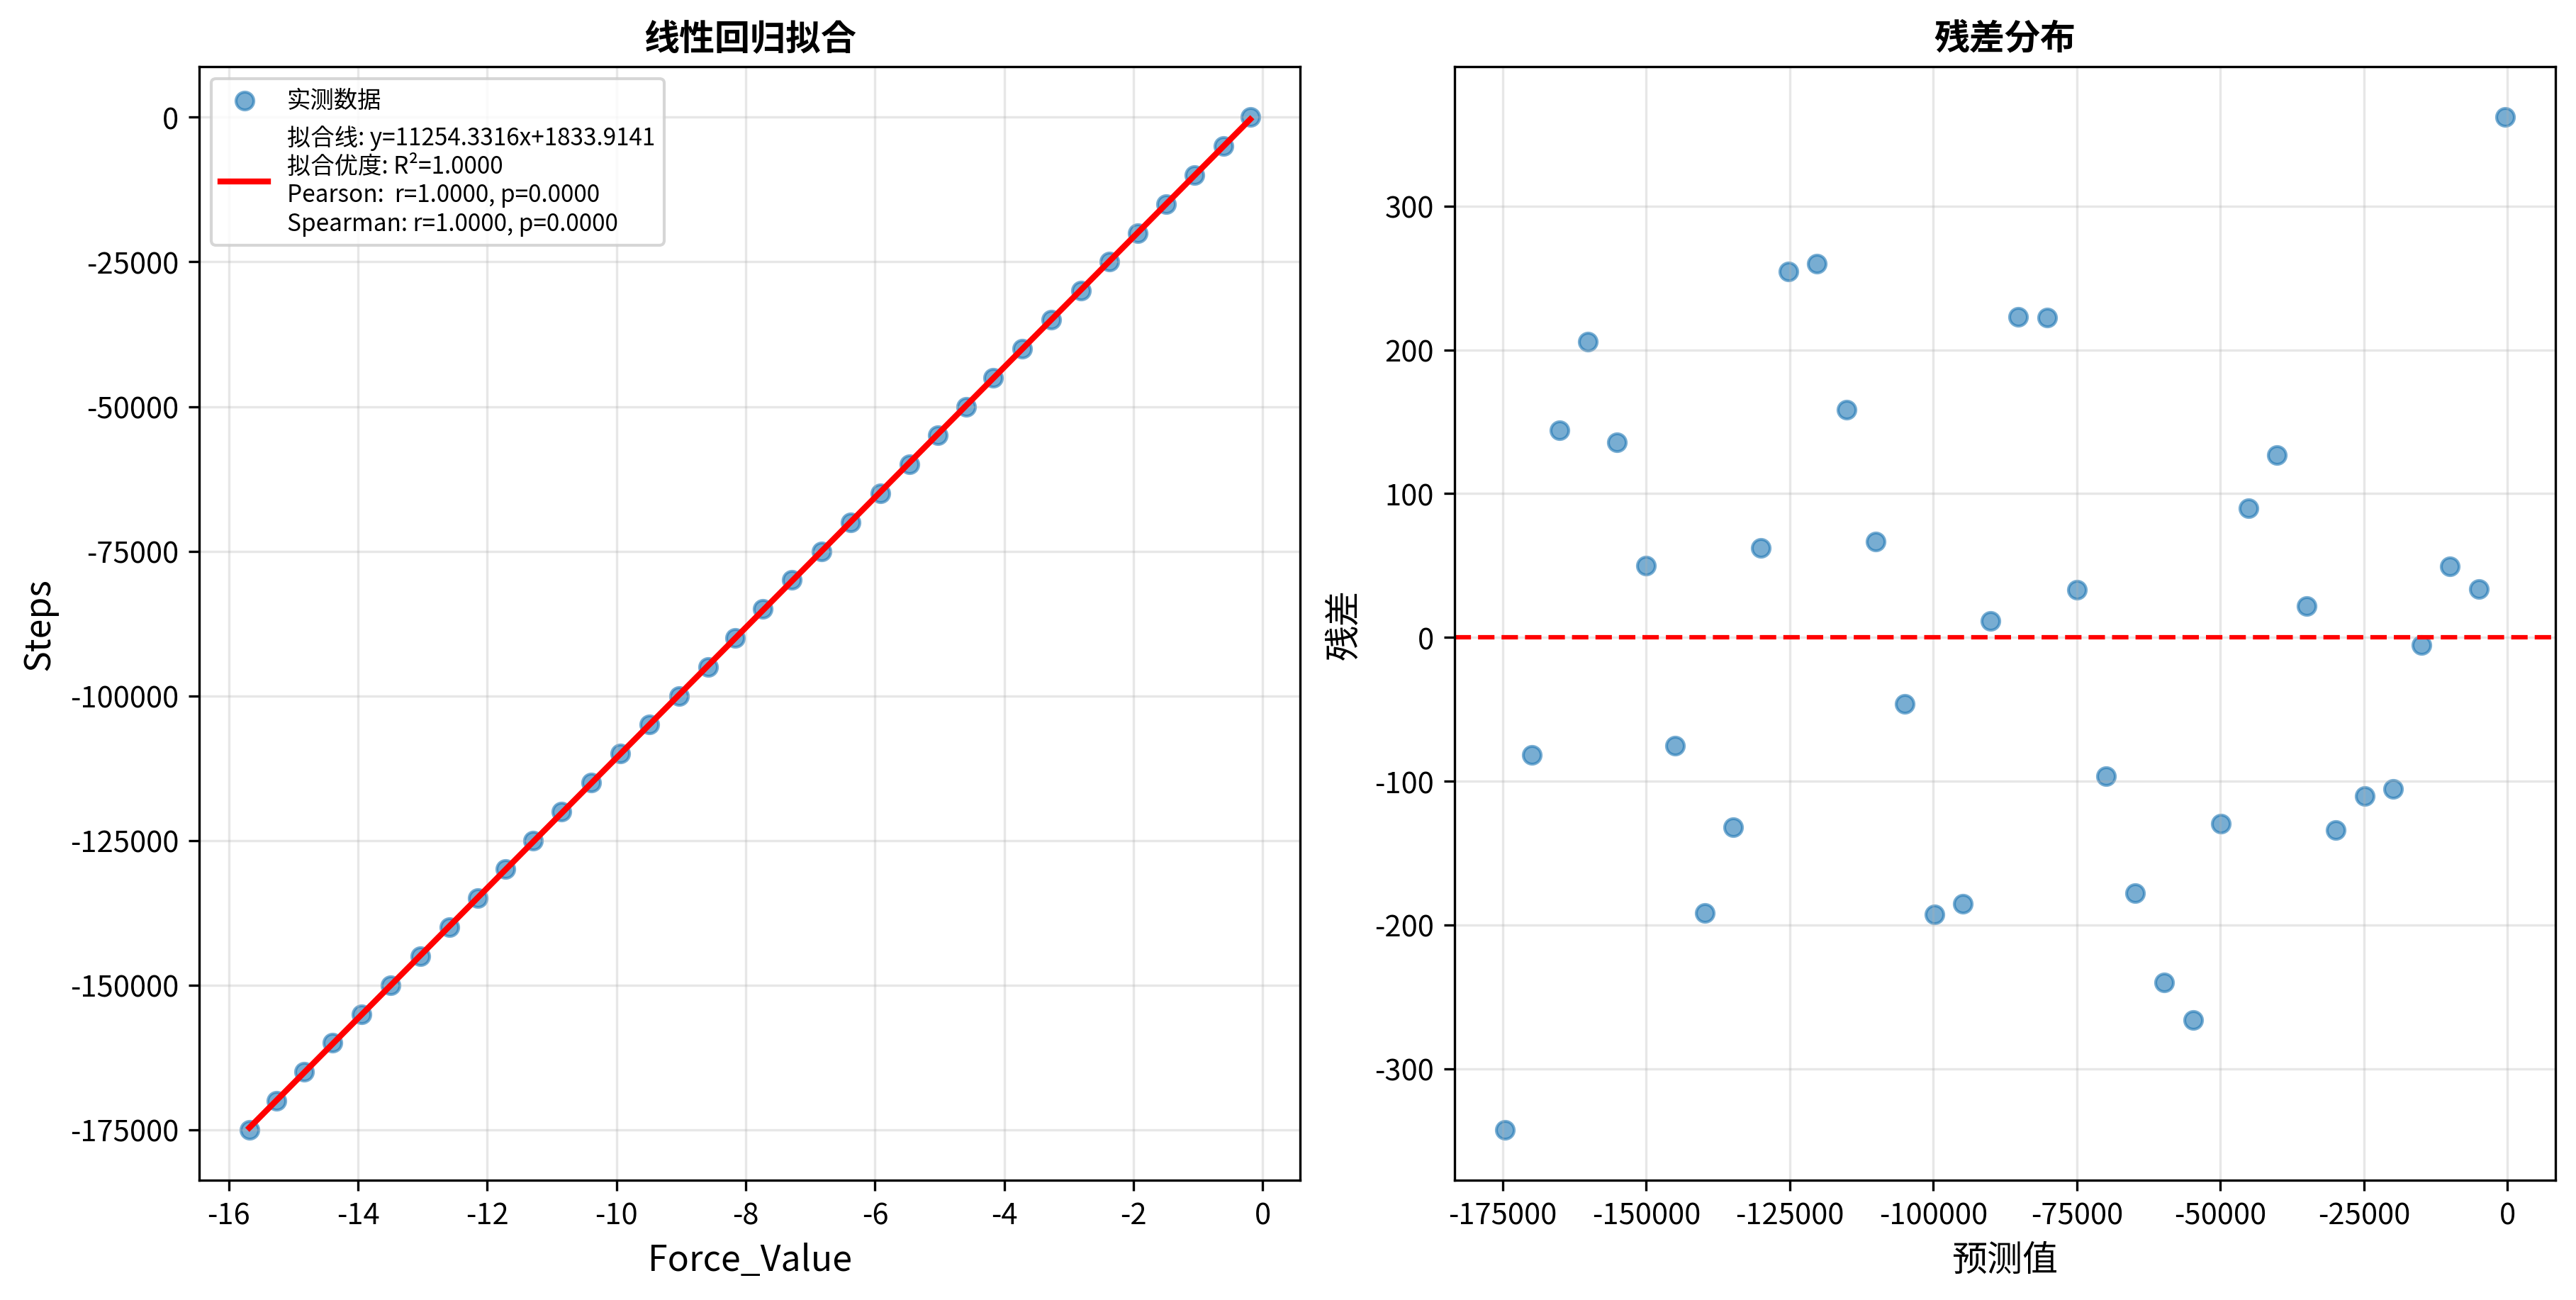 线性回归拟合
实测数据
拟合线: y=11254.3316x+1833.9141
拟合优度: R²=1.0000
Pearson:  r=1.0000, p=0.0000
Spearman: r=1.0000, p=0.0000
0
-25000
-50000
-75000
-100000
-125000
-150000
-175000
Steps
-16 -14 -12 -10 -8 -6 -4 -2 0
Force_Value
残差分布
300
200
100
0
-100
-200
-300
残差
-175000 -150000 -125000 -100000 -75000 -50000 -25000 0
预测值